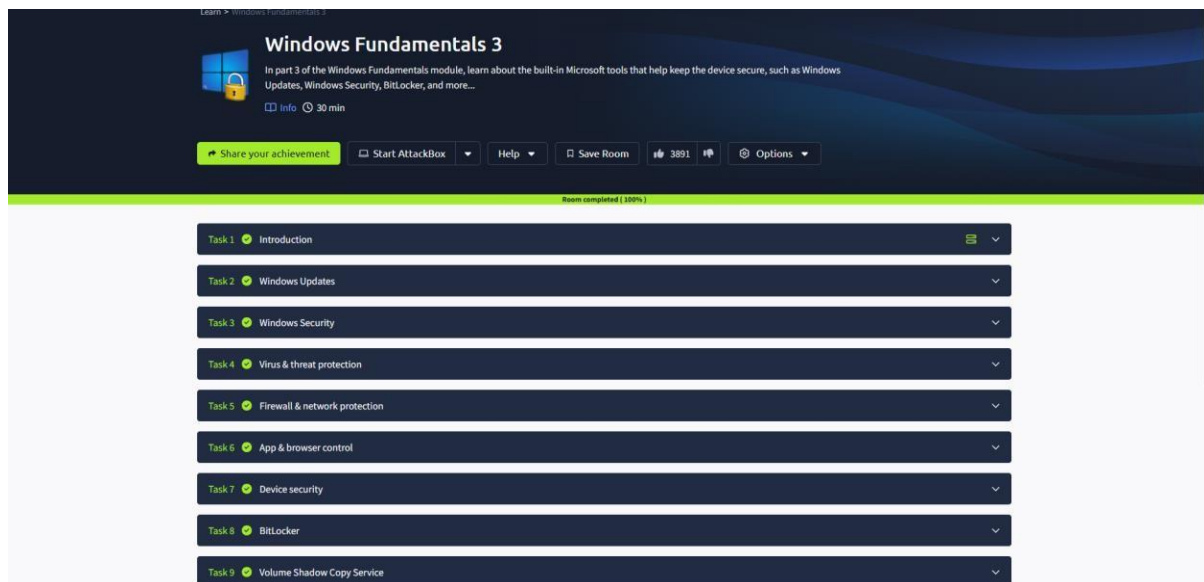 Learn > Windows Fundamentals 3
Windows Fundamentals 3
In part 3 of the Windows Fundamentals module, learn about the built-in Microsoft tools that help keep the device secure, such as Windows
Updates, Windows Security, BitLocker, and more...
Info 30 min
Share your achievement Start AttackBox Help Save Room 3891 Options
Room completed ( 100% )
Task 1 Introduction
Task 2 Windows Updates
Task 3 Windows Security
Task 4 Virus & threat protection
Task 5 Firewall & network protection
Task 6 App & browser control
Task 7 Device security
Task 8 BitLocker
Task 9 Volume Shadow Copy Service